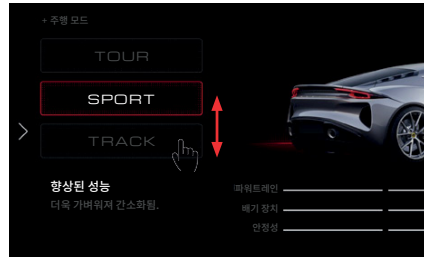 + 주행 모드
TOUR
SPORT
TRACK
향상된 성능
더욱 가벼워져 간소화됨.
파워트레인
배기 장치
안정성